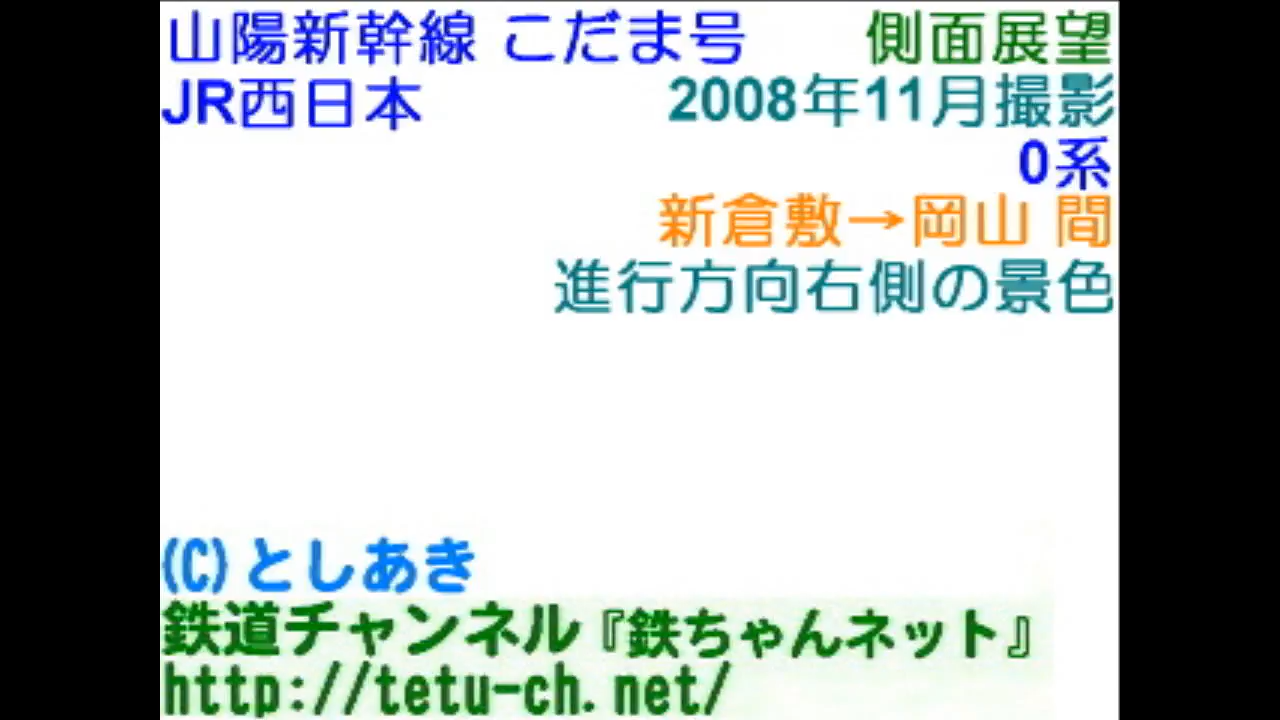 山陽新幹線 こだま号 側面展望
JR西日本 2008年11月撮影
0系
新倉敷→岡山 間
進行方向右側の景色
(C)としあき
鉄道チャンネル『鉄ちゃんネット』
http://tetu-ch.net/